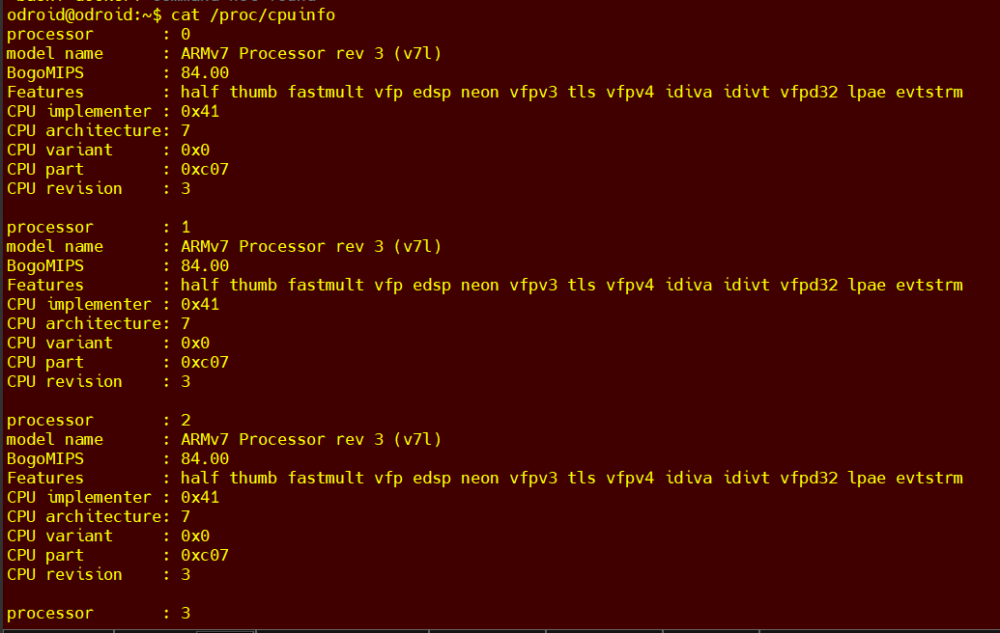 odroid@odroid:~$ cat /proc/cpuinfo
processor       : 0
model name      : ARMv7 Processor rev 3 (v7l)
BogoMIPS        : 84.00
Features        : half thumb fastmult vfp edsp neon vfpv3 tls vfpv4 idiva idivt vfpd32 lpae evtstrm
CPU implementer : 0x41
CPU architecture: 7
CPU variant     : 0x0
CPU part        : 0xc07
CPU revision    : 3

processor       : 1
model name      : ARMv7 Processor rev 3 (v7l)
BogoMIPS        : 84.00
Features        : half thumb fastmult vfp edsp neon vfpv3 tls vfpv4 idiva idivt vfpd32 lpae evtstrm
CPU implementer : 0x41
CPU architecture: 7
CPU variant     : 0x0
CPU part        : 0xc07
CPU revision    : 3

processor       : 2
model name      : ARMv7 Processor rev 3 (v7l)
BogoMIPS        : 84.00
Features        : half thumb fastmult vfp edsp neon vfpv3 tls vfpv4 idiva idivt vfpd32 lpae evtstrm
CPU implementer : 0x41
CPU architecture: 7
CPU variant     : 0x0
CPU part        : 0xc07
CPU revision    : 3

processor       : 3